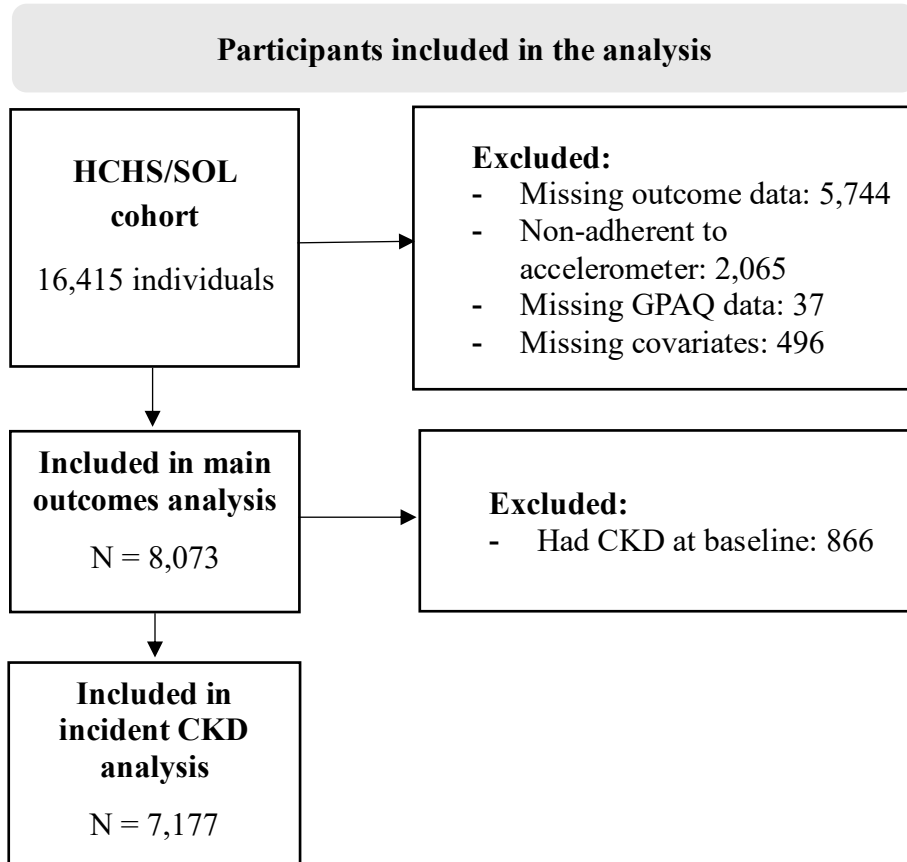 Participants included in the analysis
HCHS/SOL
cohort
16,415 individuals
Excluded:
- Missing outcome data: 5,744
- Non-adherent to
accelerometer: 2,065
- Missing GPAQ data: 37
- Missing covariates: 496
Included in main
outcomes analysis
N = 8,073
Excluded:
- Had CKD at baseline: 866
Included in
incident CKD
analysis
N = 7,177